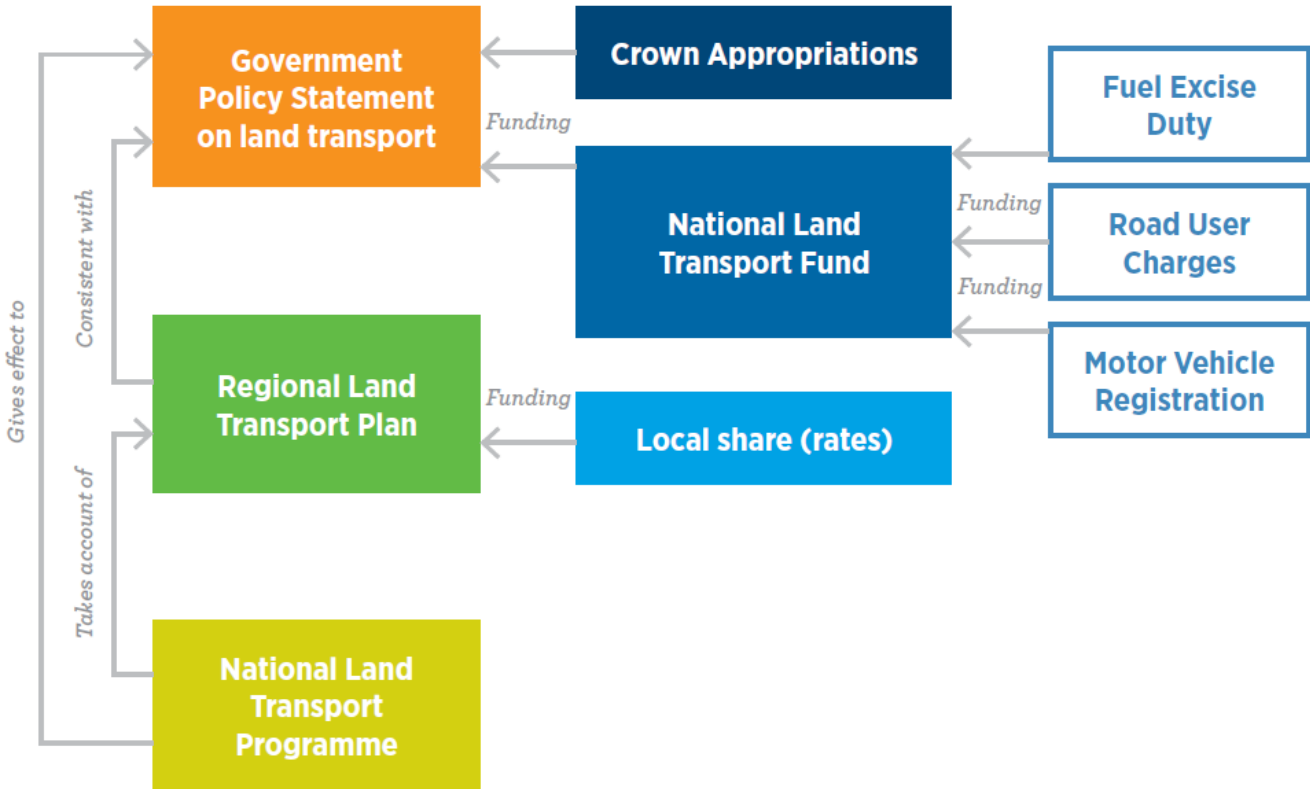 Government
Policy Statement
on land transport
Crown Appropriations
Fuel Excise
Duty
Funding
National Land
Transport Fund
Funding
Road User
Charges
Funding
Motor Vehicle
Registration
Consistent with
Gives effect to
Regional Land
Transport Plan
Funding
Local share (rates)
Takes account of
National Land
Transport
Programme